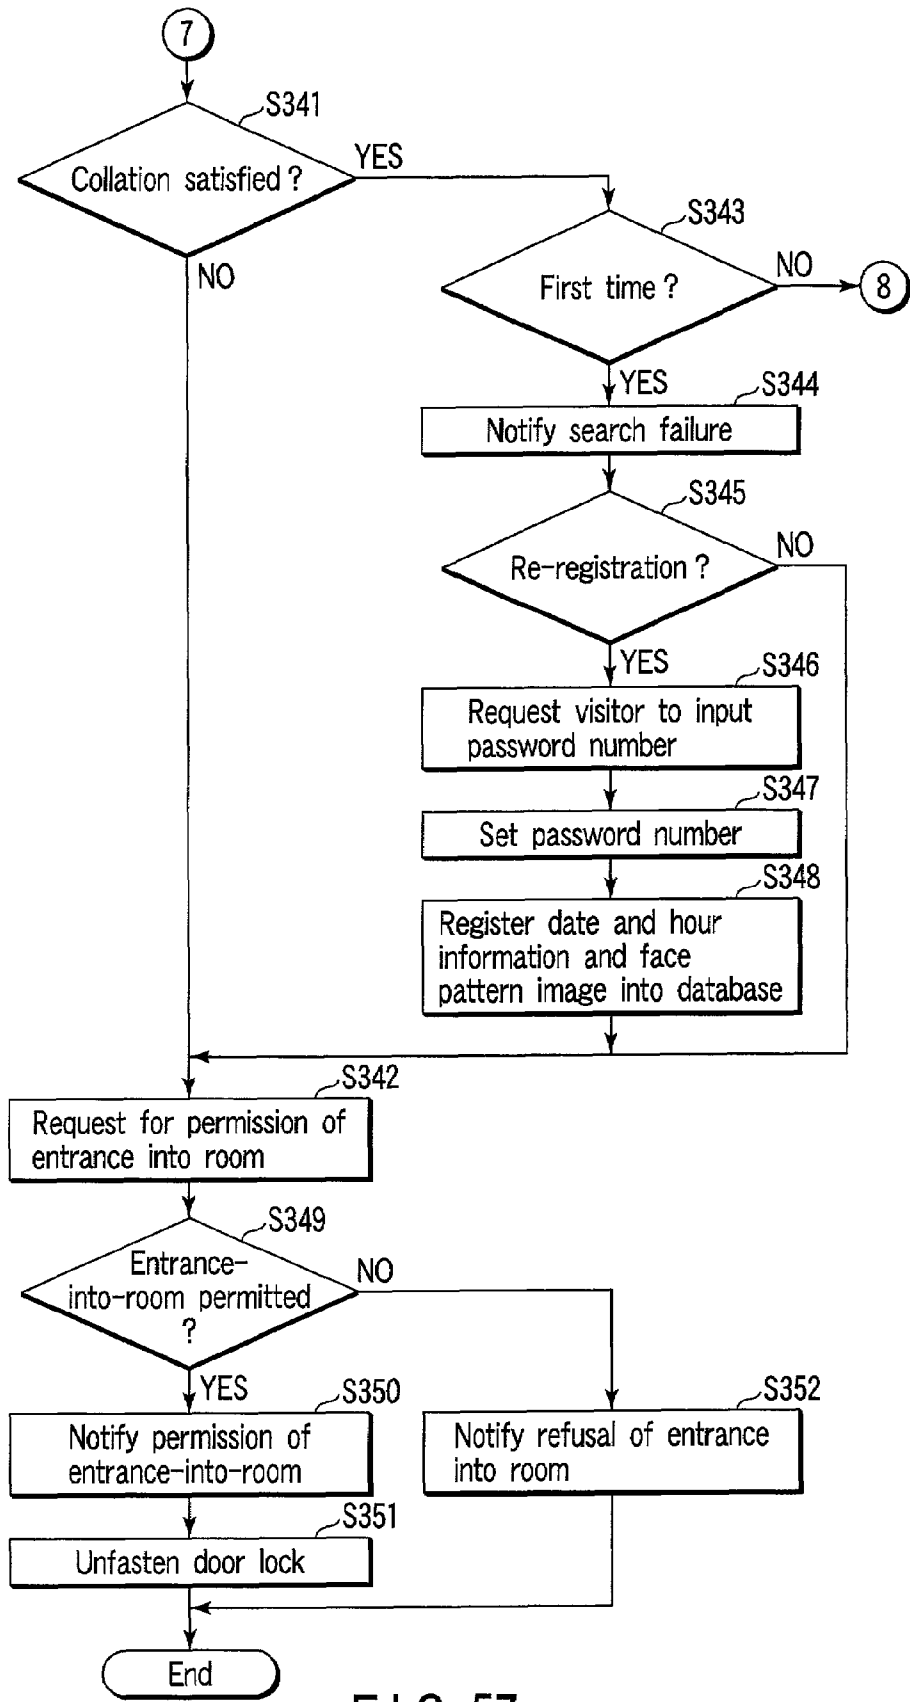 7
S341
Collation satisfied ?
YES
NO
S343
First time ?
NO
8
YES
S344
Notify search failure
S345
Re-registration ?
NO
YES
S346
Request visitor to input
password number
S347
Set password number
S348
Register date and hour
information and face
pattern image into database
S342
Request for permission of
entrance into room
S349
Entrance-
into-room permitted
?
NO
YES
S350
Notify permission of
entrance-into-room
S352
Notify refusal of entrance
into room
S351
Unfasten door lock
End
FIG. 57